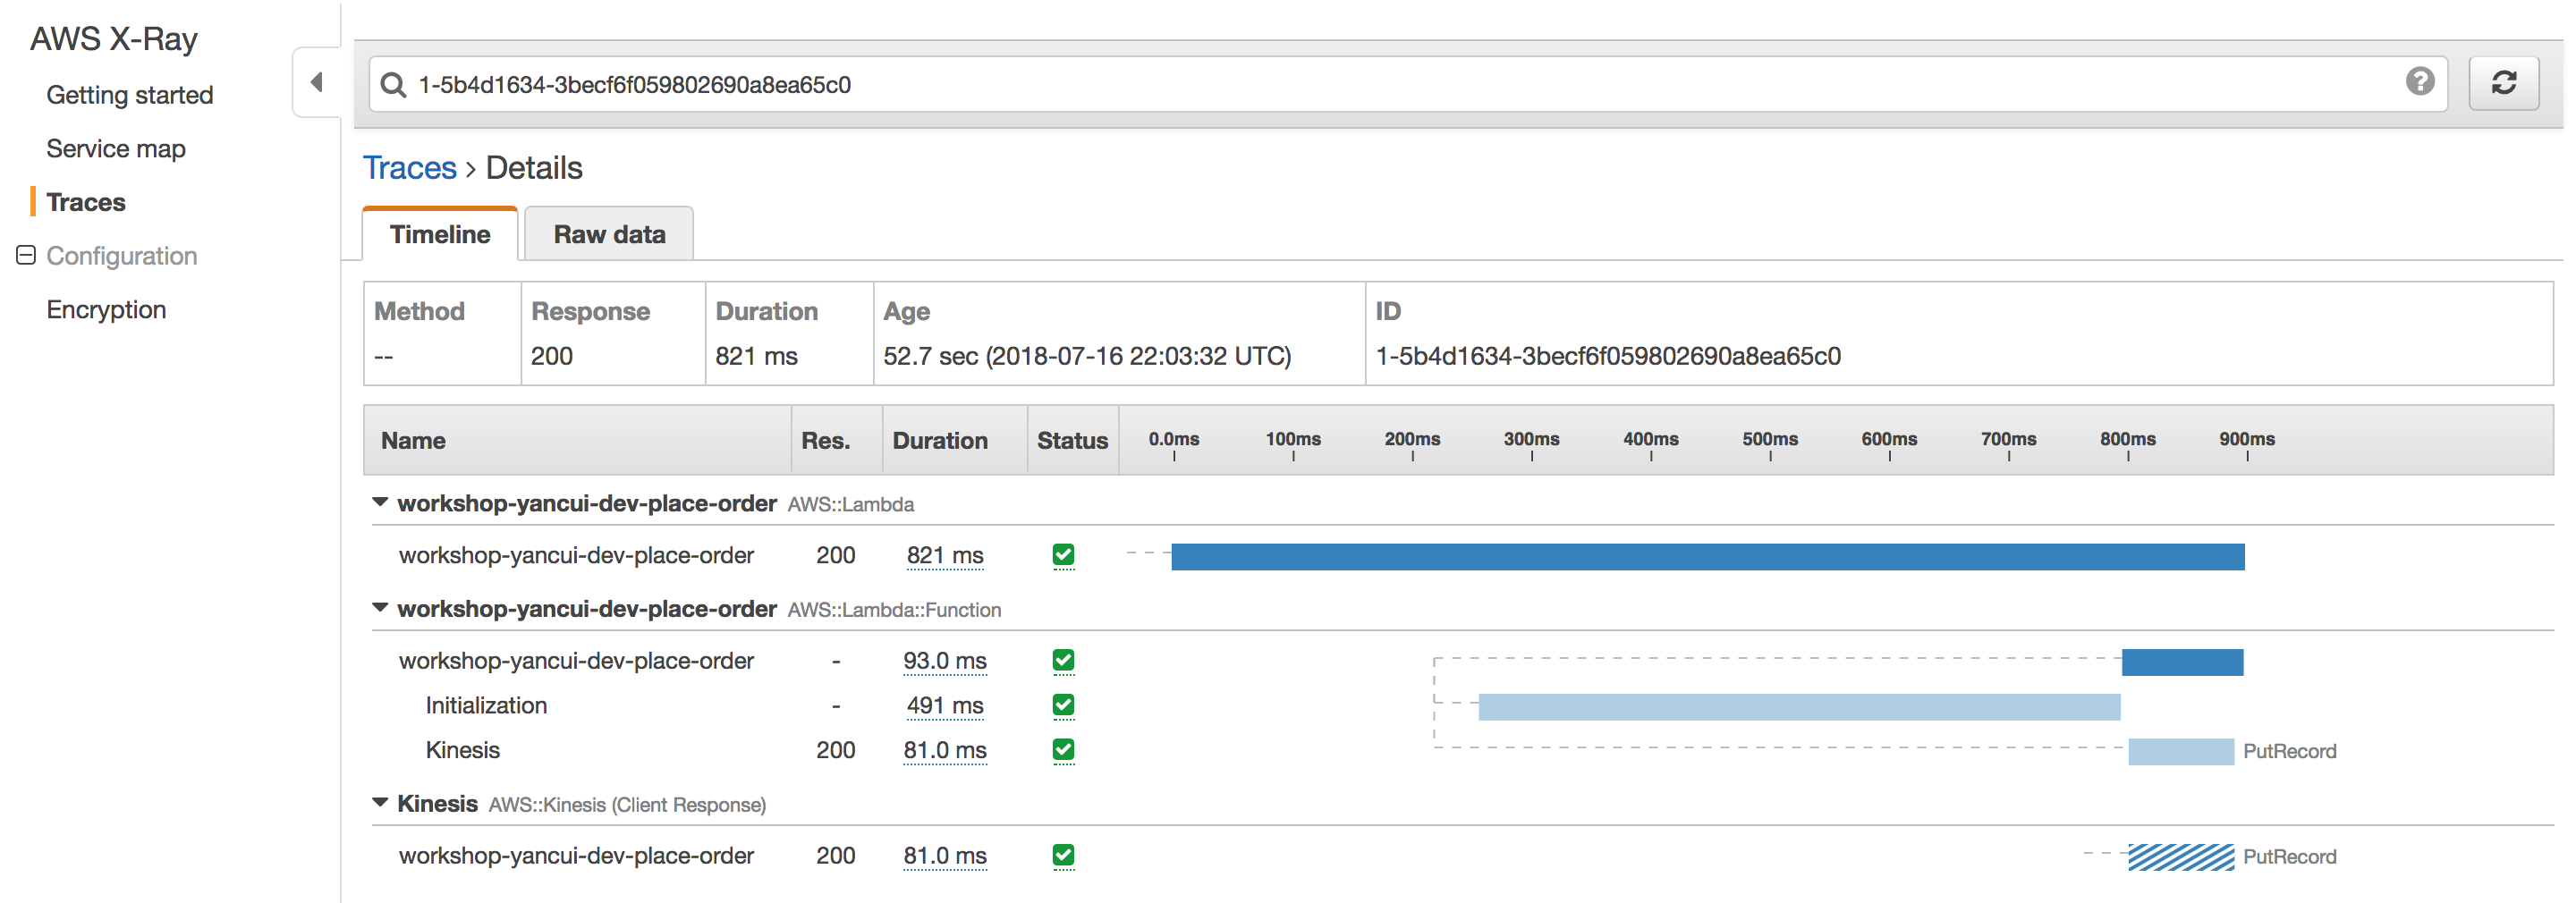 AWS X-Ray
Getting started
Service map
Traces
Configuration
Encryption
1-5b4d1634-3becf6f059802690a8ea65c0
Traces > Details
Timeline Raw data
Method Response Duration Age ID
-- 200 821 ms 52.7 sec (2018-07-16 22:03:32 UTC) 1-5b4d1634-3becf6f059802690a8ea65c0
Name Res. Duration Status 0.0ms 100ms 200ms 300ms 400ms 500ms 600ms 700ms 800ms 900ms
workshop-yancui-dev-place-order AWS::Lambda
workshop-yancui-dev-place-order 200 821 ms
workshop-yancui-dev-place-order AWS::Lambda::Function
workshop-yancui-dev-place-order - 93.0 ms
Initialization - 491 ms
Kinesis 200 81.0 ms PutRecord
Kinesis AWS::Kinesis (Client Response)
workshop-yancui-dev-place-order 200 81.0 ms PutRecord